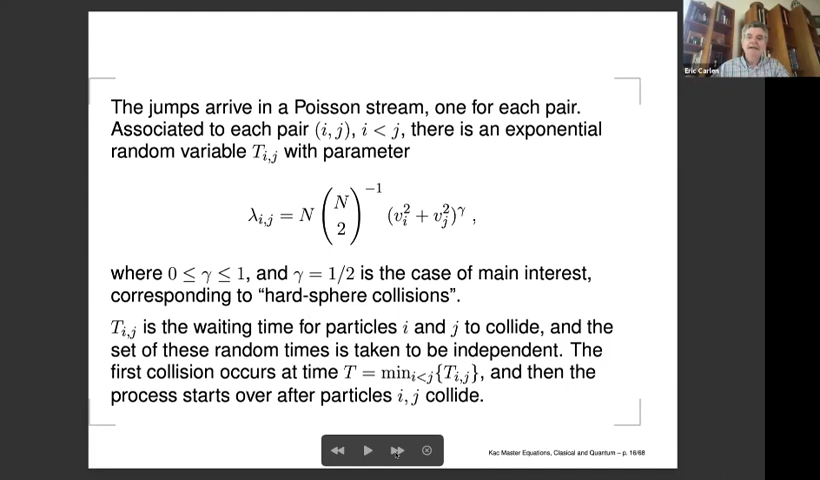 Eric Carlen
The jumps arrive in a Poisson stream, one for each pair.
Associated to each pair (i, j), i < j, there is an exponential
random variable T_{i,j} with parameter
λ_{i,j} = N \binom{N}{2}^{-1} (v_i^2 + v_j^2)^γ ,
where 0 ≤ γ ≤ 1, and γ = 1/2 is the case of main interest,
corresponding to “hard-sphere collisions”.
T_{i,j} is the waiting time for particles i and j to collide, and the
set of these random times is taken to be independent. The
first collision occurs at time T = min_{i<j}{T_{i,j}}, and then the
process starts over after particles i, j collide.
Kac Master Equations, Clasical and Quantum – p. 16/68